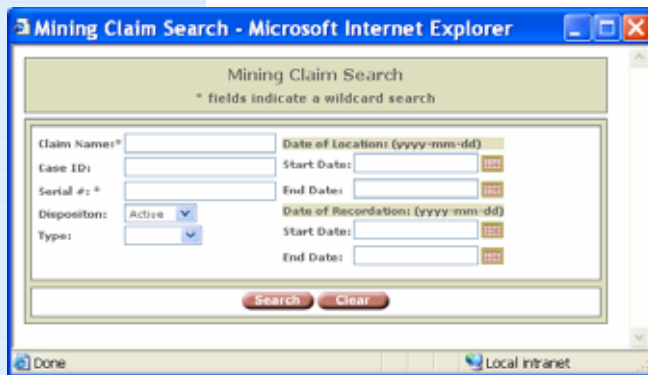 Mining Claim Search - Microsoft Internet Explorer
Mining Claim Search
* fields indicate a wildcard search
Claim Name:*
Case ID:
Serial #: *
Dispositon: Active
Type:
Date of Location: (yyyy-mm-dd)
Start Date:
End Date:
Date of Recordation: (yyyy-mm-dd)
Start Date:
End Date:
Search Clear
Done Local intranet